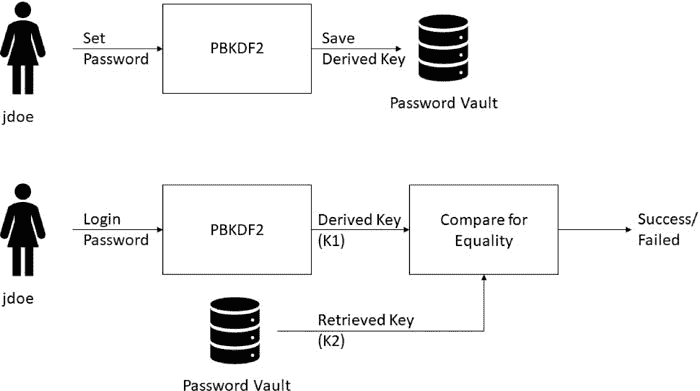 Set
Password
PBKDF2
Save
Derived Key
Password Vault
jdoe
Login
Password
PBKDF2
Derived Key
(K1)
Compare for
Equality
Success/
Failed
jdoe
Retrieved Key
(K2)
Password Vault